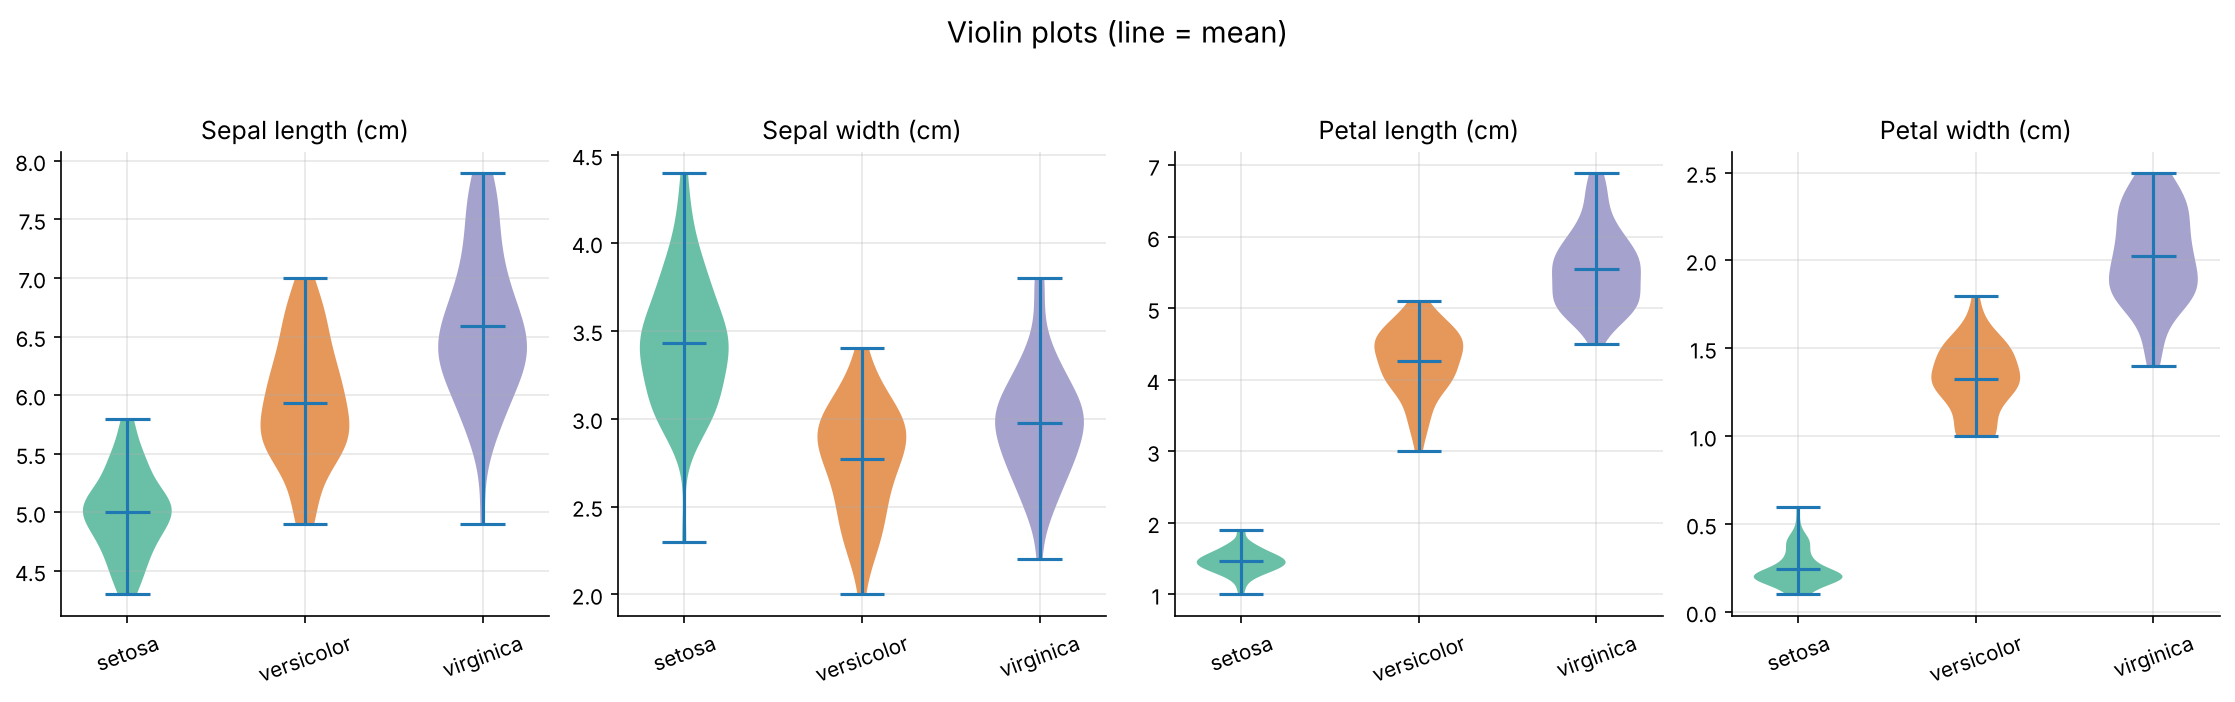 Violin plots (line = mean)
Sepal length (cm)
8.0
7.5
7.0
6.5
6.0
5.5
5.0
4.5
setosa
versicolor
virginica
Sepal width (cm)
4.5
4.0
3.5
3.0
2.5
2.0
setosa
versicolor
virginica
Petal length (cm)
7
6
5
4
3
2
1
setosa
versicolor
virginica
Petal width (cm)
2.5
2.0
1.5
1.0
0.5
0.0
setosa
versicolor
virginica